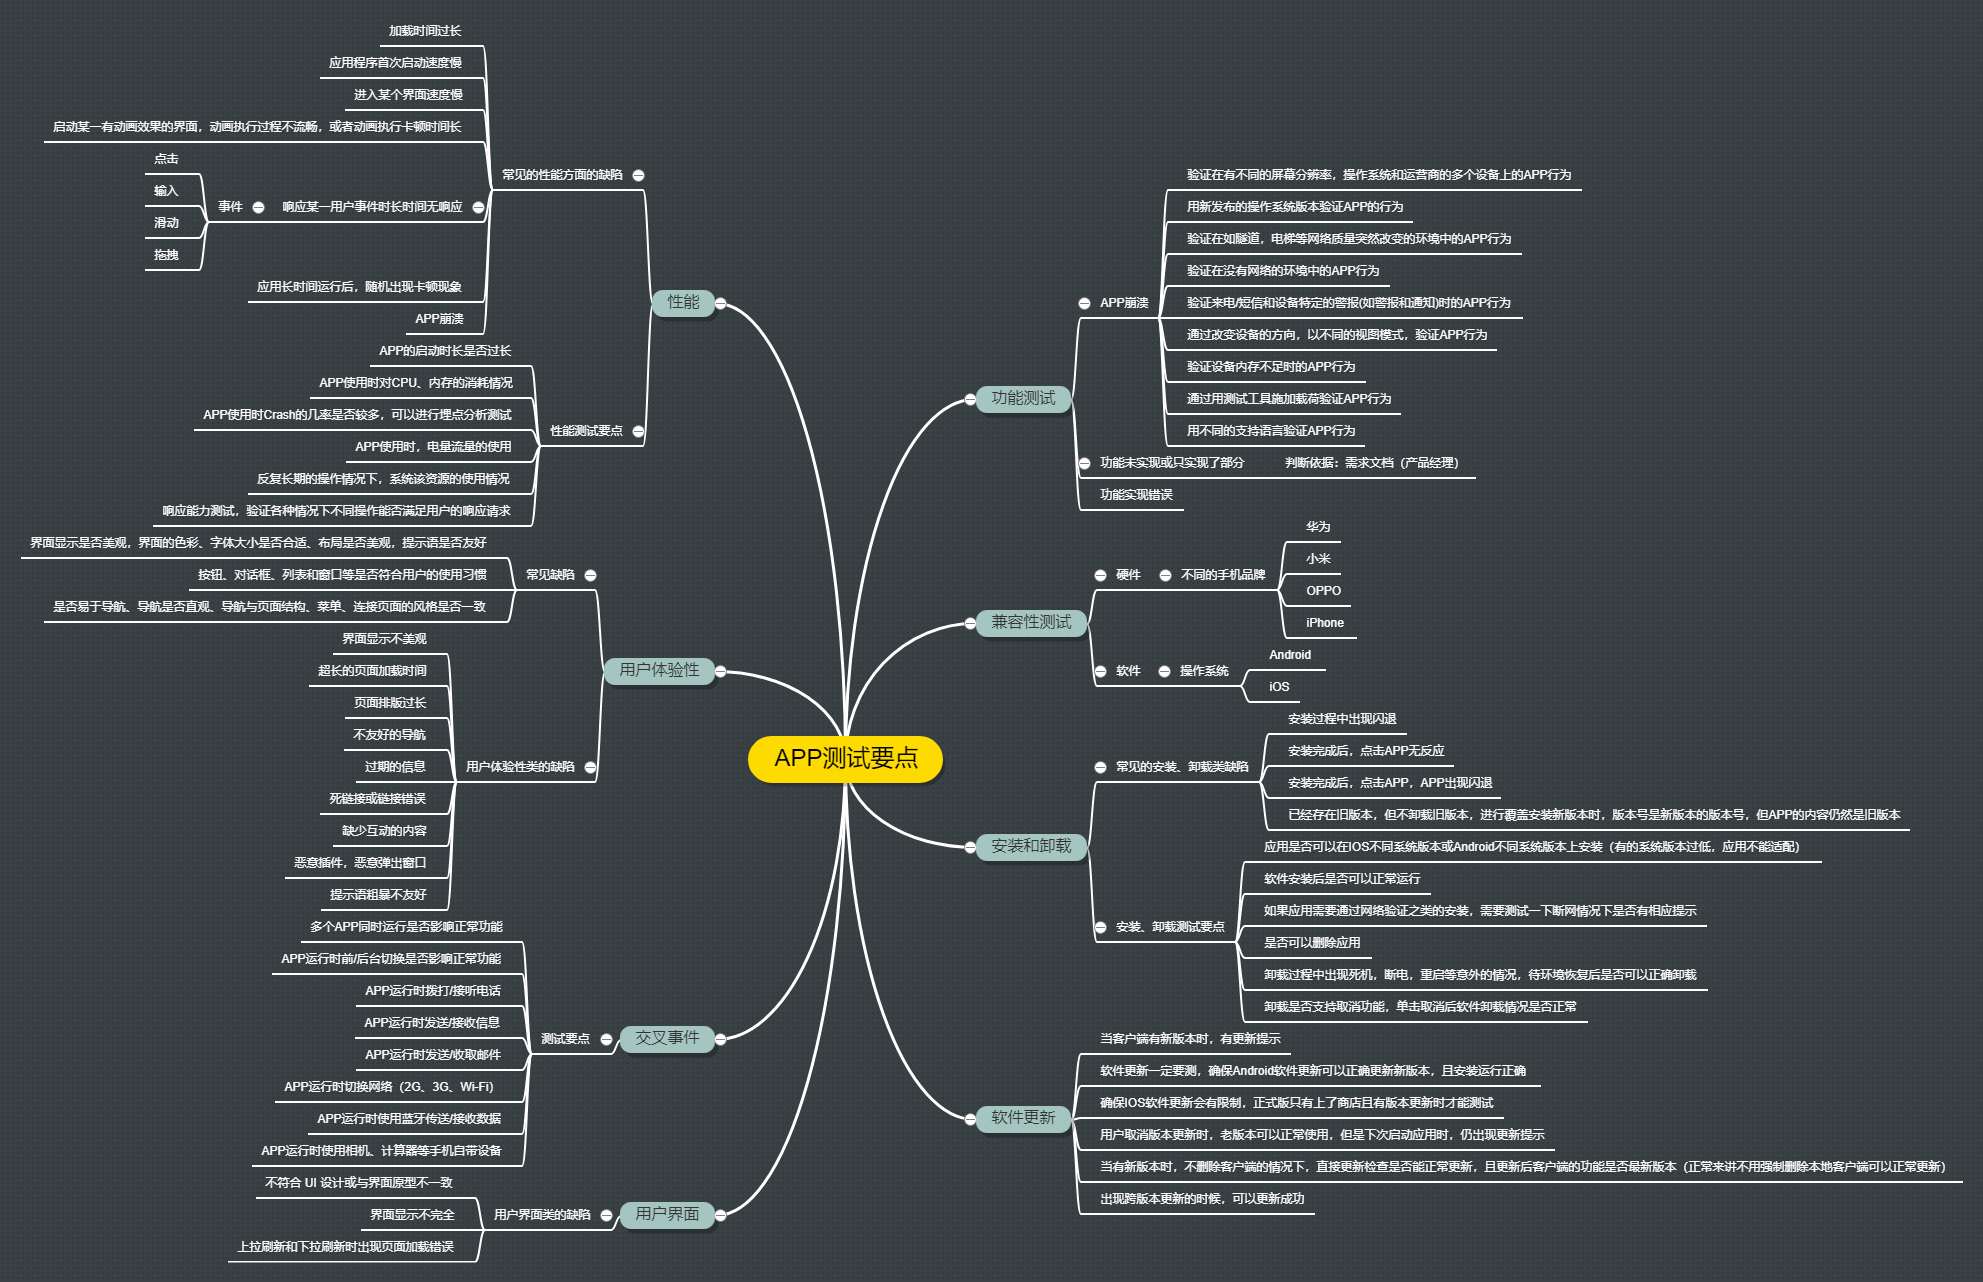 APP测试要点
性能
常见的性能方面的缺陷
加载时间过长
应用程序首次启动速度慢
进入某个界面速度慢
启动某一有动画效果的界面，动画执行过程不流畅，或者动画执行卡顿时间长
响应某一用户事件时长时间无响应
事件
点击
输入
滑动
拖拽
应用长时间运行后，随机出现卡顿现象
APP崩溃
性能测试要点
APP的启动时长是否过长
APP使用时对CPU、内存的消耗情况
APP使用时Crash的几率是否较多，可以进行埋点分析测试
APP使用时，电量流量的使用
反复长期的操作情况下，系统该资源的使用情况
响应能力测试，验证各种情况下不同操作能否满足用户的响应请求
用户体验性
常见缺陷
界面显示是否美观，界面的色彩、字体大小是否合适、布局是否美观，提示语是否友好
按钮、对话框、列表和窗口等是否符合用户的使用习惯
是否易于导航、导航是否直观、导航与页面结构、菜单、连接页面的风格是否一致
用户体验性类的缺陷
界面显示不美观
超长的页面加载时间
页面排版过长
不友好的导航
过期的信息
死链接或链接错误
缺少互动的内容
恶意插件，恶意弹出窗口
提示语粗暴不友好
交叉事件
测试要点
多个APP同时运行是否影响正常功能
APP运行时前/后台切换是否影响正常功能
APP运行时拨打/接听电话
APP运行时发送/接收信息
APP运行时发送/收取邮件
APP运行时切换网络（2G、3G、Wi-Fi）
APP运行时使用蓝牙传送/接收数据
APP运行时使用相机、计算器等手机自带设备
用户界面
用户界面类的缺陷
不符合 UI 设计或与界面原型不一致
界面显示不完全
上拉刷新和下拉刷新时出现页面加载错误
功能测试
APP崩溃
验证在有不同的屏幕分辨率，操作系统和运营商的多个设备上的APP行为
用新发布的操作系统版本验证APP的行为
验证在如隧道，电梯等网络质量突然改变的环境中的APP行为
验证在没有网络的环境中的APP行为
验证来电/短信和设备特定的警报(如警报和通知)时的APP行为
通过改变设备的方向，以不同的视图模式，验证APP行为
验证设备内存不足时的APP行为
通过用测试工具施加载荷验证APP行为
用不同的支持语言验证APP行为
功能未实现或只实现了部分
判断依据：需求文档（产品经理）
功能实现错误
兼容性测试
硬件
不同的手机品牌
华为
小米
OPPO
iPhone
软件
操作系统
Android
iOS
安装和卸载
常见的安装、卸载类缺陷
安装过程中出现闪退
安装完成后，点击APP无反应
安装完成后，点击APP，APP出现闪退
已经存在旧版本，但不卸载旧版本，进行覆盖安装新版本时，版本号是新版本的版本号，但APP的内容仍然是旧版本
安装、卸载测试要点
应用是否可以在IOS不同系统版本或Android不同系统版本上安装（有的系统版本过低，应用不能适配）
软件安装后是否可以正常运行
如果应用需要通过网络验证之类的安装，需要测试一下断网情况下是否有相应提示
是否可以删除应用
卸载过程中出现死机，断电，重启等意外的情况，待环境恢复后是否可以正确卸载
卸载是否支持取消功能，单击取消后软件卸载情况是否正常
软件更新
当客户端有新版本时，有更新提示
软件更新一定要测，确保Android软件更新可以正确更新新版本，且安装运行正确
确保IOS软件更新会有限制，正式版只有上了商店且有版本更新时才能测试
用户取消版本更新时，老版本可以正常使用，但是下次启动应用时，仍出现更新提示
当有新版本时，不删除客户端的情况下，直接更新检查是否能正常更新，且更新后客户端的功能是否最新版本（正常来讲不用强制删除本地客户端可以正常更新）
出现跨版本更新的时候，可以更新成功